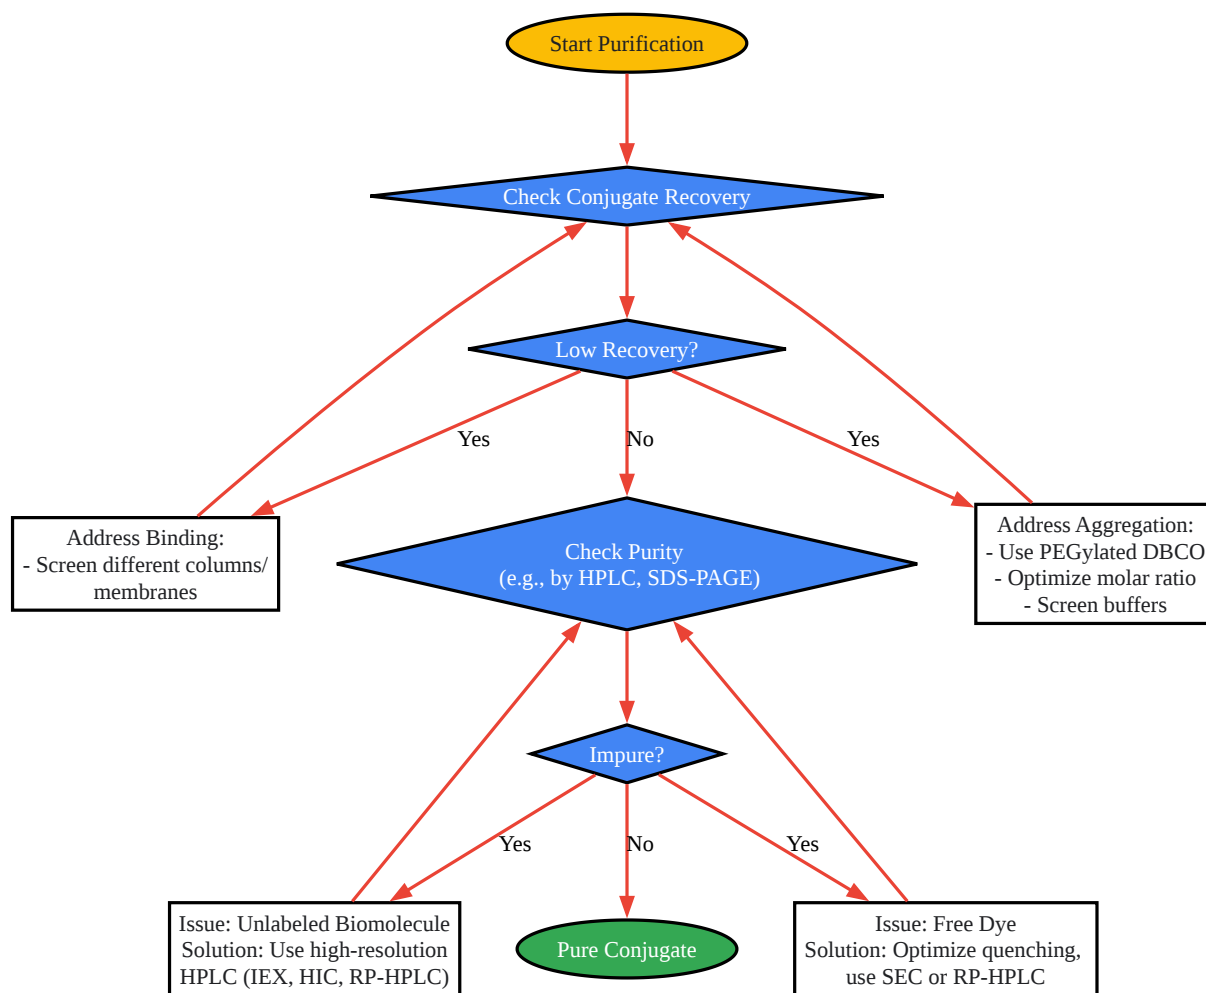 Start Purification
Check Conjugate Recovery
Low Recovery?
Yes
No
Yes
Address Binding:
- Screen different columns/
membranes
Check Purity
(e.g., by HPLC, SDS-PAGE)
Address Aggregation:
- Use PEGylated DBCO
- Optimize molar ratio
- Screen buffers
Impure?
Yes
No
Yes
Issue: Unlabeled Biomolecule
Solution: Use high-resolution
HPLC (IEX, HIC, RP-HPLC)
Pure Conjugate
Issue: Free Dye
Solution: Optimize quenching,
use SEC or RP-HPLC